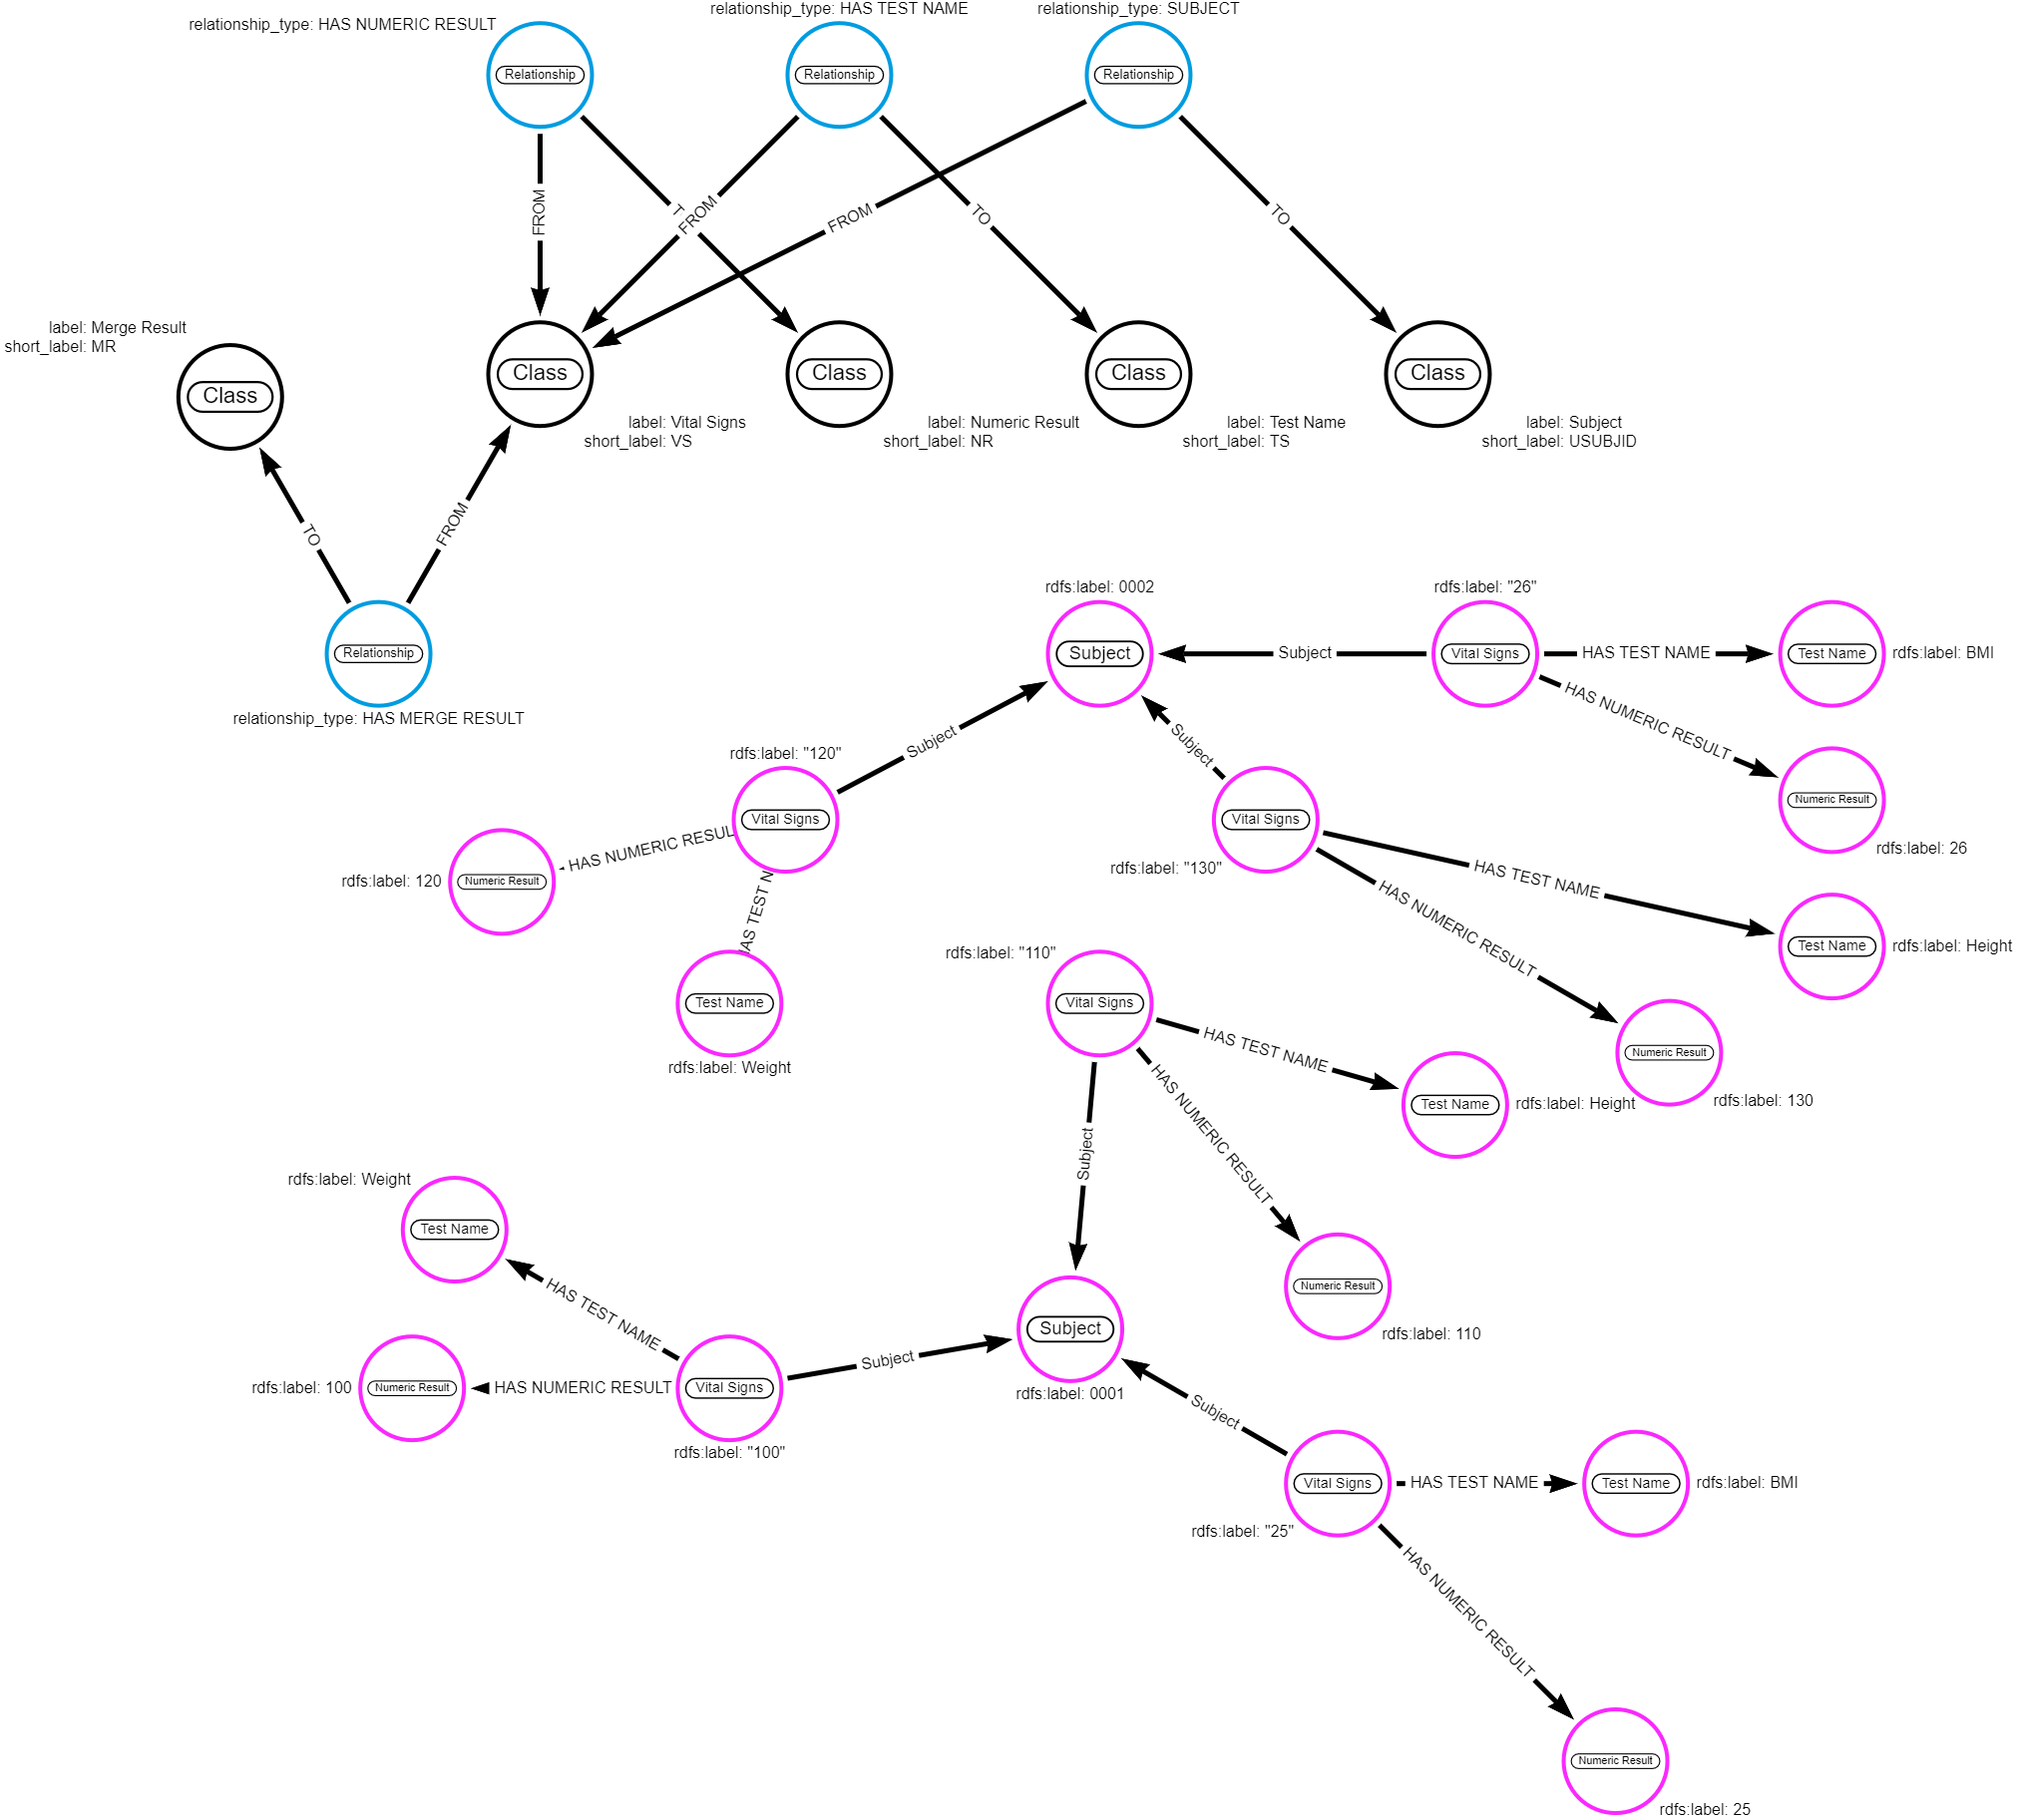 relationship_type: HAS NUMERIC RESULT
relationship_type: HAS TEST NAME
relationship_type: SUBJECT
Relationship
Relationship
Relationship
FROM
T
FROM
FROM
TO
TO
label: Merge Result
short_label: MR
Class
Class
Class
Class
Class
label: Vital Signs
short_label: VS
label: Numeric Result
short_label: NR
label: Test Name
short_label: TS
label: Subject
short_label: USUBJID
TO
FROM
Relationship
relationship_type: HAS MERGE RESULT
rdfs:label: 0002
Subject
Subject
rdfs:label: "26"
Vital Signs
HAS TEST NAME
Test Name
rdfs:label: BMI
HAS NUMERIC RESULT
Numeric Result
rdfs:label: 26
Subject
rdfs:label: "120"
Vital Signs
HAS NUMERIC RESUL
rdfs:label: 120
Numeric Result
AS TEST N
Test Name
rdfs:label: Weight
Subject
Vital Signs
rdfs:label: "130"
HAS TEST NAME
Test Name
rdfs:label: Height
HAS NUMERIC RESULT
Numeric Result
rdfs:label: 130
rdfs:label: "110"
Vital Signs
HAS TEST NAME
Test Name
rdfs:label: Height
HAS NUMERIC RESULT
Numeric Result
rdfs:label: 110
Subject
rdfs:label: Weight
Test Name
HAS TEST NAME
rdfs:label: 100
Numeric Result
HAS NUMERIC RESULT
Vital Signs
rdfs:label: "100"
Subject
Subject
rdfs:label: 0001
Subject
Vital Signs
rdfs:label: "25"
HAS TEST NAME
Test Name
rdfs:label: BMI
HAS NUMERIC RESULT
Numeric Result
rdfs:label: 25